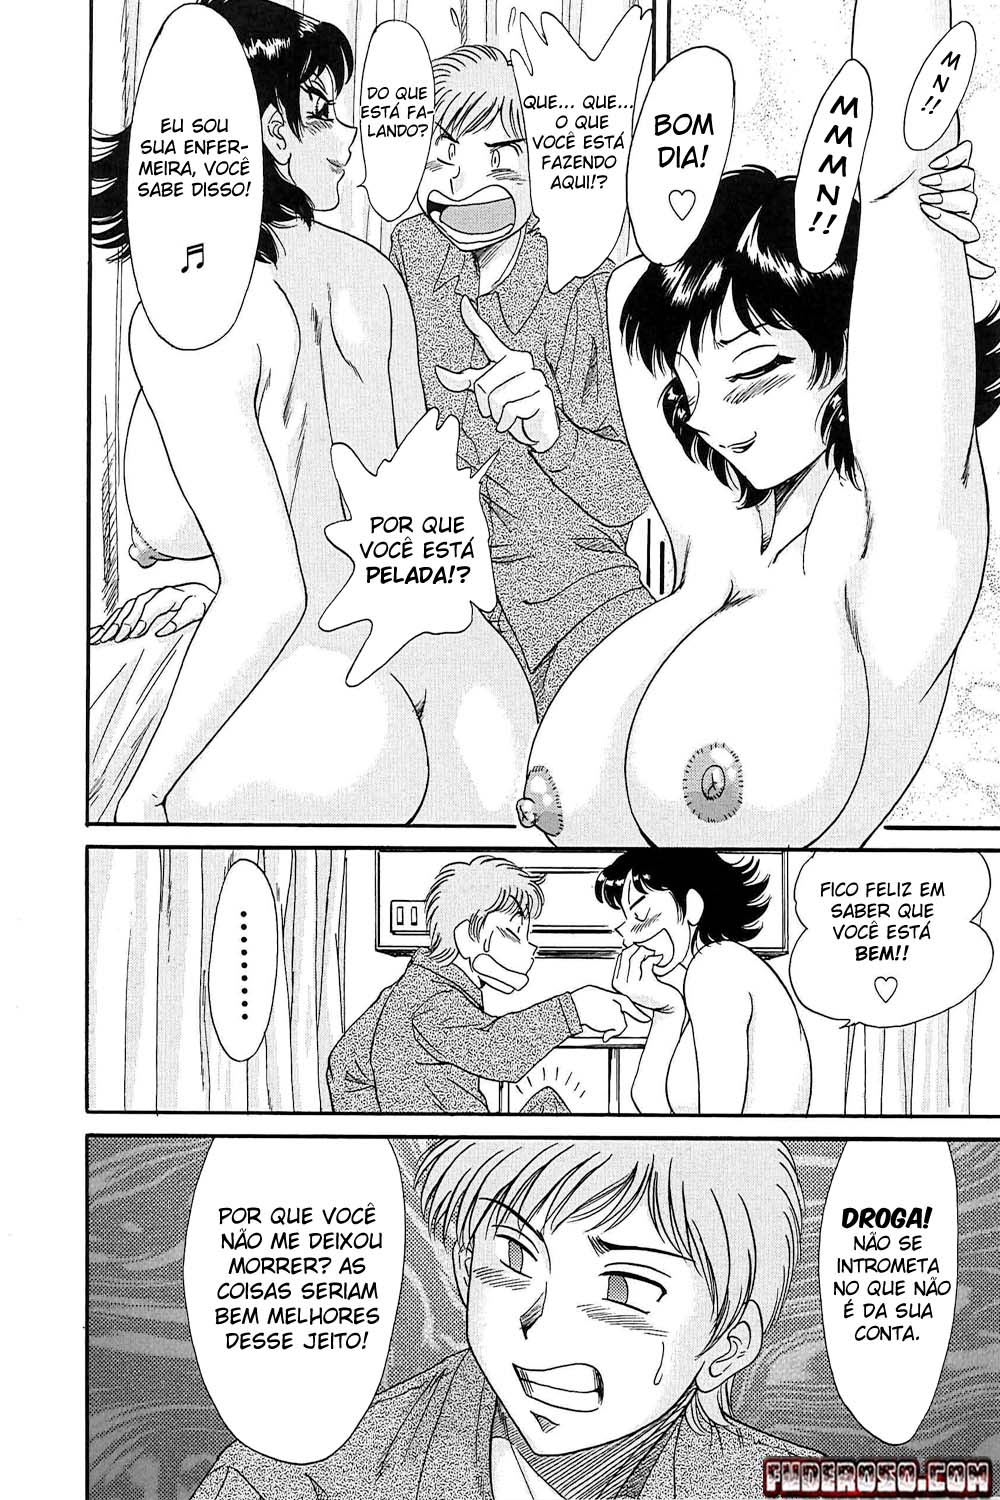 MN!!
MMMN!!
BOM
DIA!
♡
QUE... QUE...
O QUE
VOCÊ ESTÁ
FAZENDO
AQUI!?
DO QUE
ESTÁ FA-
LANDO?
EU SOU
SUA ENFER-
MEIRA, VOCÊ
SABE DISSO!
♫
POR QUE
VOCÊ ESTÁ
PELADA!?
FICO FELIZ EM
SABER QUE
VOCÊ ESTÁ
BEM!!
♡
........
DROGA!
NÃO SE
INTROMETA
NO QUE NÃO
É DA SUA
CONTA.
POR QUE VOCÊ
NÃO ME DEIXOU
MORRER? AS
COISAS SERIAM
BEM MELHORES
DESSE JEITO!
FUDEROSO.COM